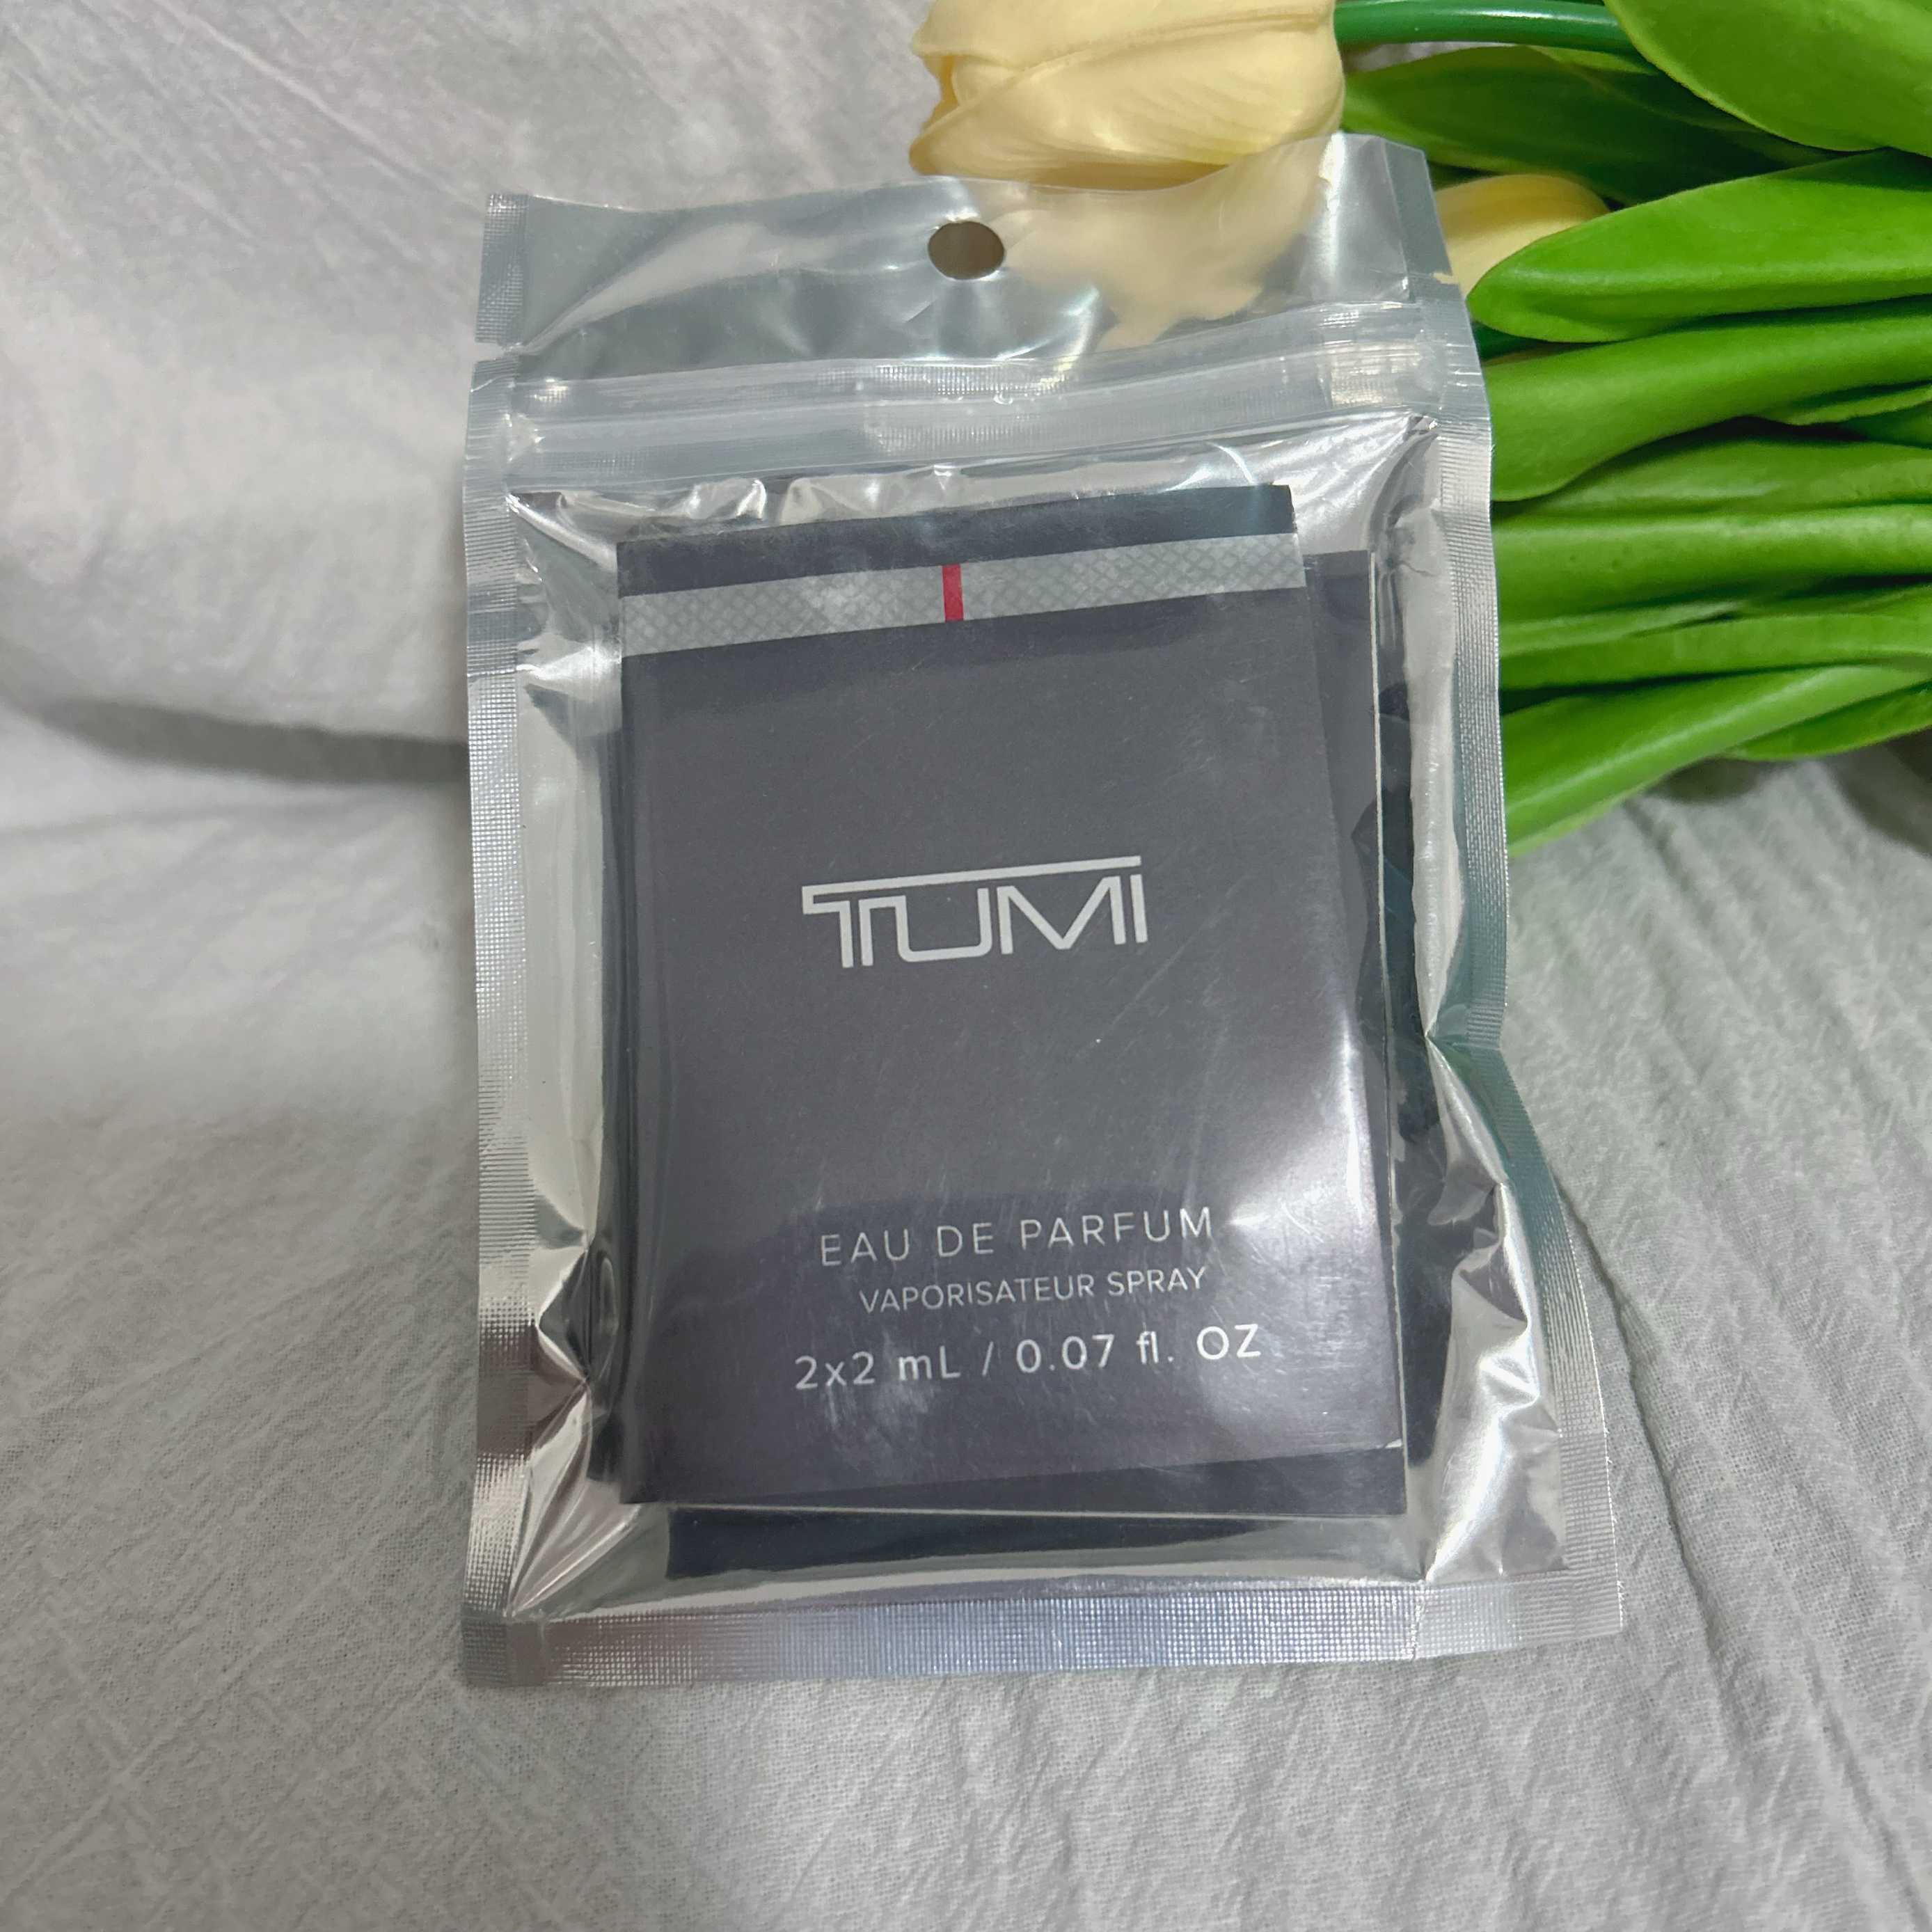 TUMI
EAU DE PARFUM
VAPORISATEUR SPRAY
2x2 mL / 0.07 fl. OZ